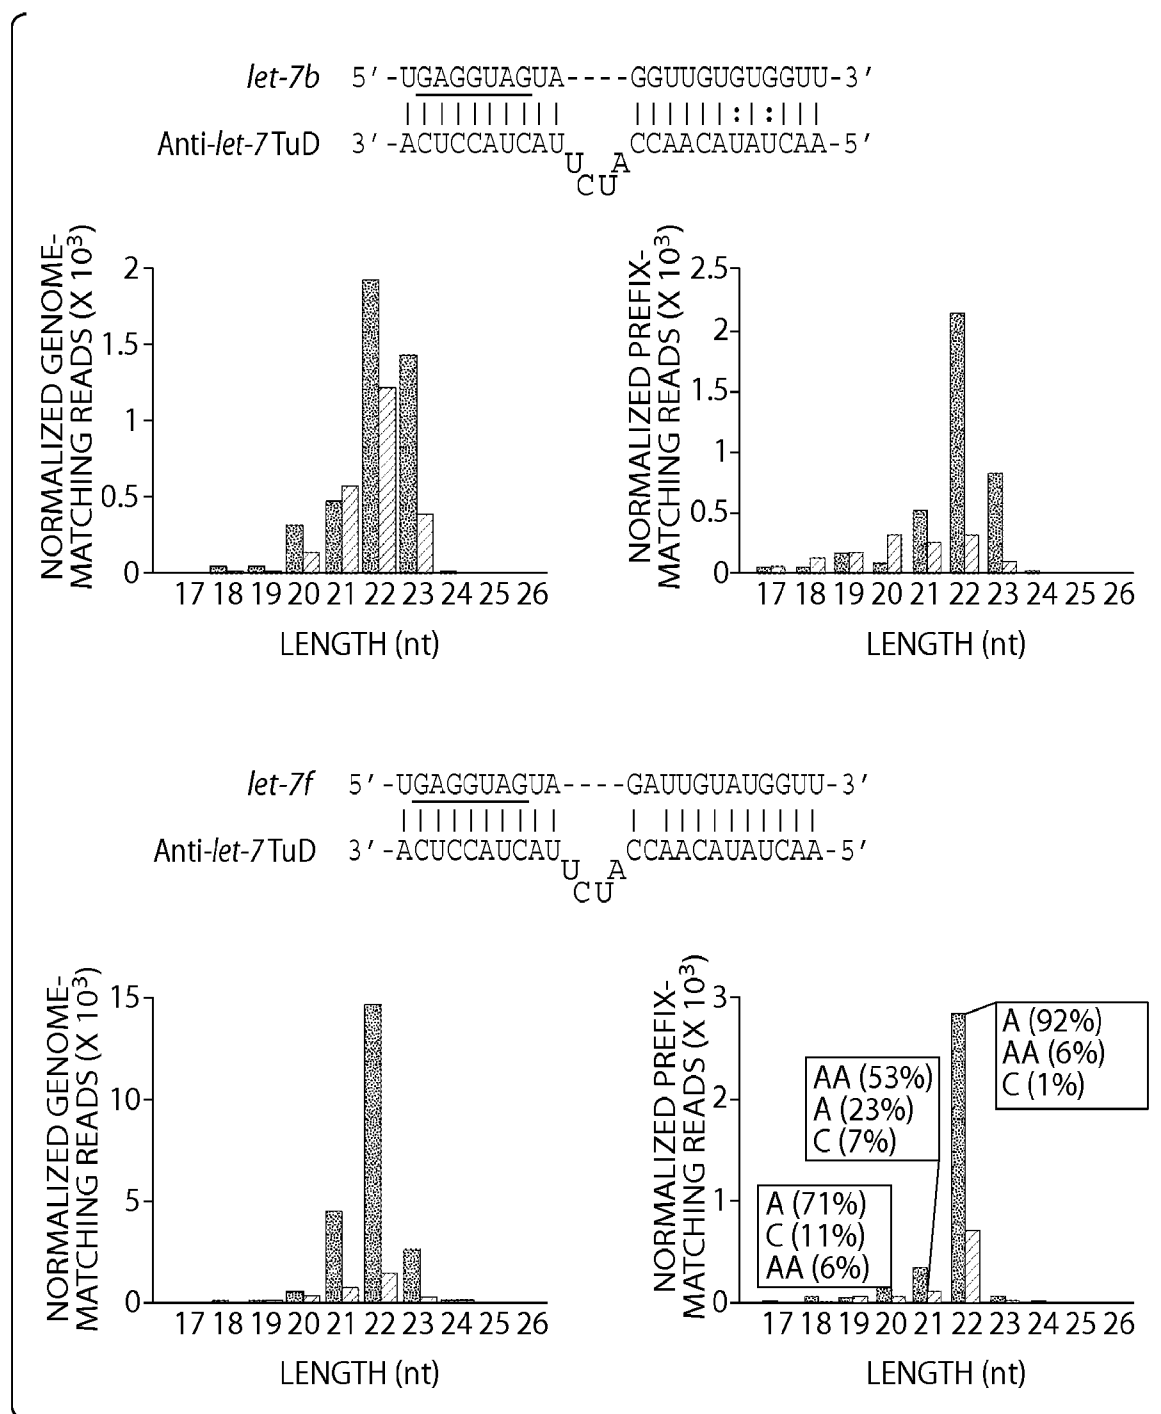 let-7b 5′-UGAGGUAGUA----GGUUGUGUGGUU-3′
|||||||||| ||||||:|:|||
Anti-let-7 TuD 3′-ACUCCAUCAU CCAACAUAUCAA-5′
U A
CU
NORMALIZED GENOME-
MATCHING READS (X 10³)
2
1.5
1
0.5
0
17 18 19 20 21 22 23 24 25 26
LENGTH (nt)
NORMALIZED PREFIX-
MATCHING READS (X 10³)
2.5
2
1.5
1
0.5
0
17 18 19 20 21 22 23 24 25 26
LENGTH (nt)
let-7f 5′-UGAGGUAGUA----GAUUGUAUGGUU-3′
|||||||||| | ||||||||||
Anti-let-7 TuD 3′-ACUCCAUCAU CCAACAUAUCAA-5′
U A
CU
NORMALIZED GENOME-
MATCHING READS (X 10³)
15
10
5
0
17 18 19 20 21 22 23 24 25 26
LENGTH (nt)
NORMALIZED PREFIX-
MATCHING READS (X 10³)
3
2
1
0
A (71%)
C (11%)
AA (6%)
AA (53%)
A (23%)
C (7%)
A (92%)
AA (6%)
C (1%)
17 18 19 20 21 22 23 24 25 26
LENGTH (nt)